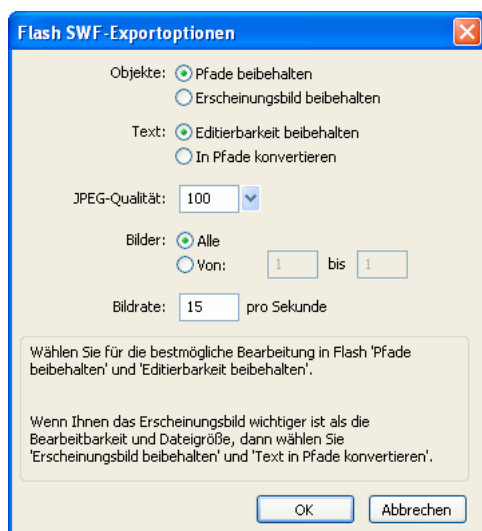 Flash SWF-Exportoptionen
Objekte: Pfade beibehalten
Erscheinungsbild beibehalten
Text: Editierbarkeit beibehalten
In Pfade konvertieren
JPEG-Qualität: 100
Bilder: Alle
Von: 1 bis 1
Bildrate: 15 pro Sekunde
Wählen Sie für die bestmögliche Bearbeitung in Flash 'Pfade
beibehalten' und 'Editierbarkeit beibehalten'.
Wenn Ihnen das Erscheinungsbild wichtiger ist als die
Bearbeitbarkeit und Dateigröße, dann wählen Sie
'Erscheinungsbild beibehalten' und 'Text in Pfade konvertieren'.
OK Abbrechen